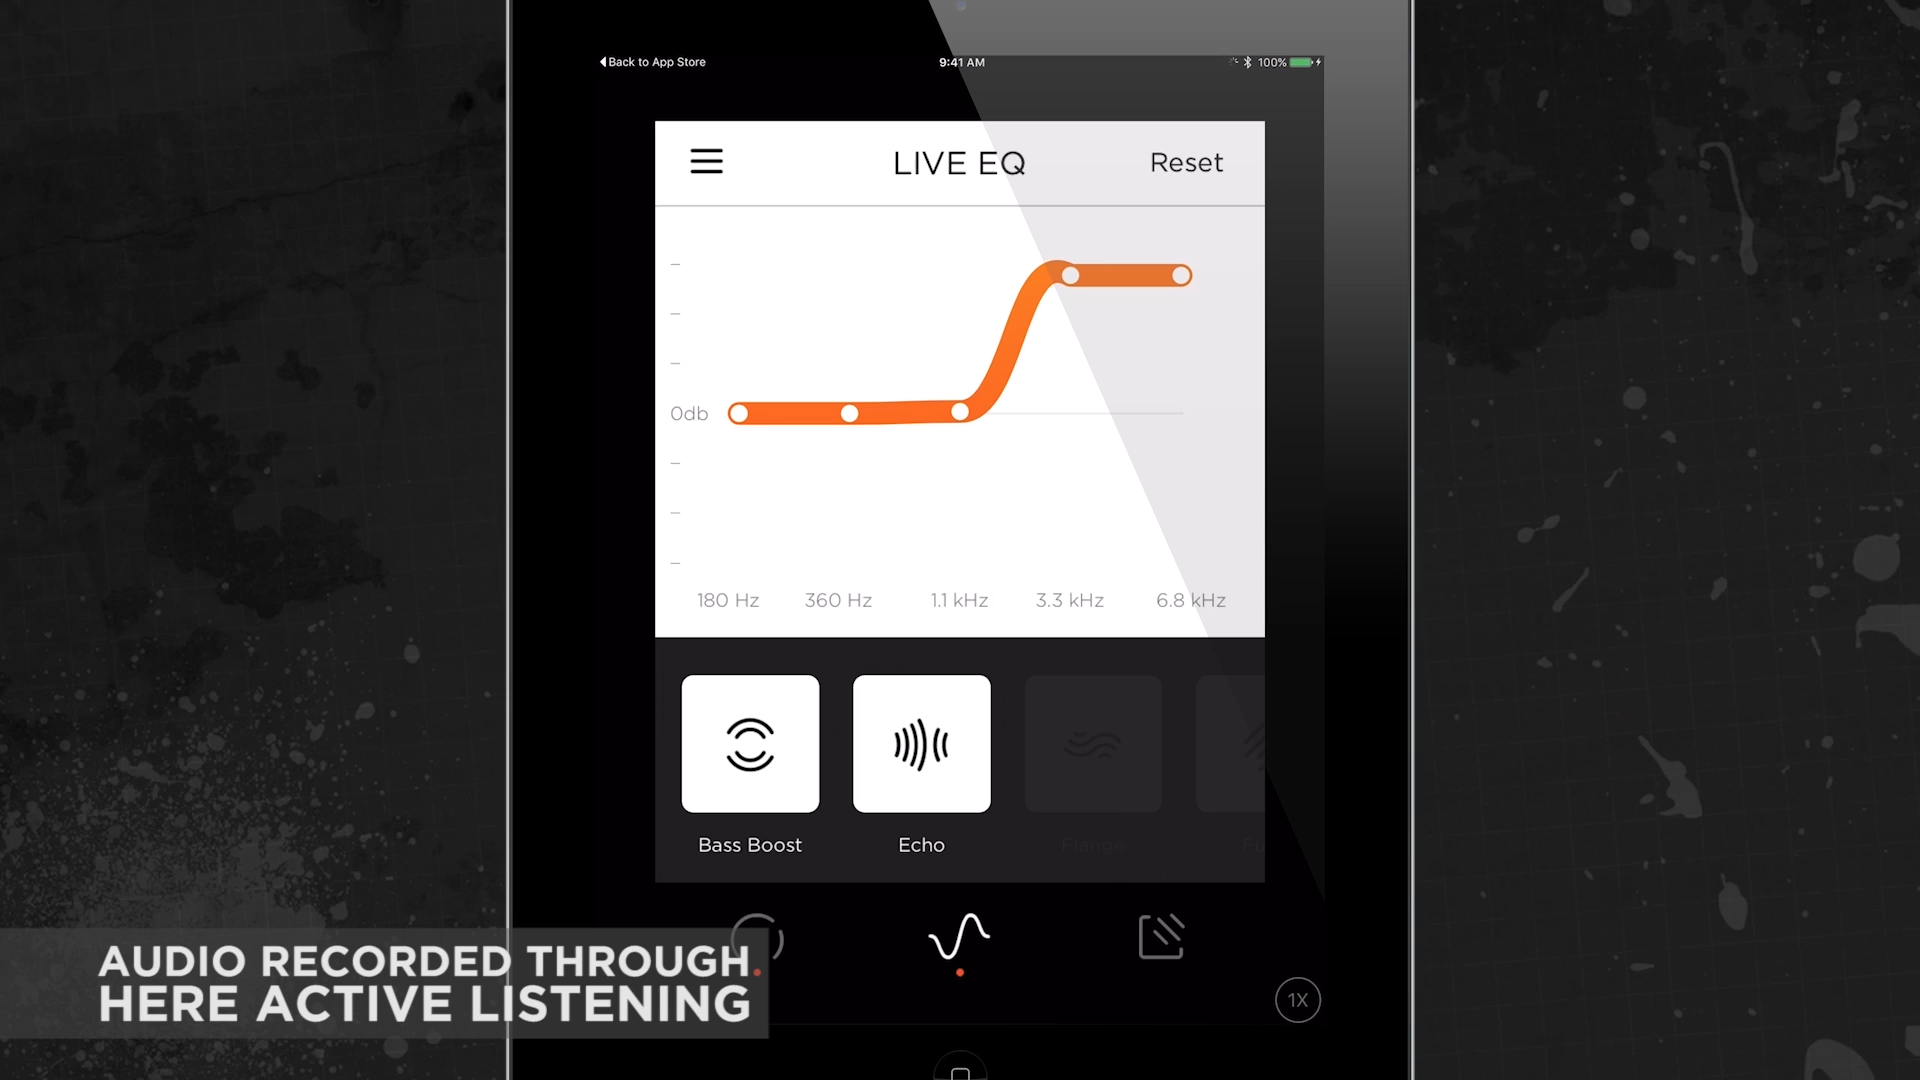 Back to App Store
9:41 AM
100%
LIVE EQ
Reset
0db
180 Hz
360 Hz
1.1 kHz
3.3 kHz
6.8 kHz
Bass Boost
Echo
Flange
1X
AUDIO RECORDED THROUGH
HERE ACTIVE LISTENING